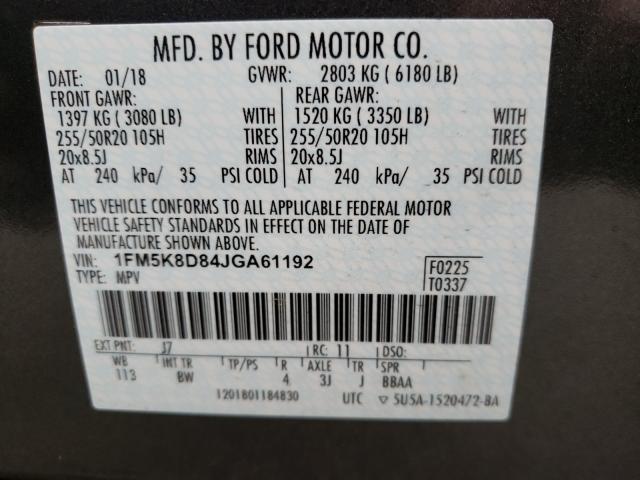 MFD. BY FORD MOTOR CO.
DATE: 01/18 GVWR: 2803 KG ( 6180 LB)
FRONT GAWR: REAR GAWR:
1397 KG ( 3080 LB) WITH 1520 KG ( 3350 LB) WITH
255/50R20 105H TIRES 255/50R20 105H TIRES
20x8.5J RIMS 20x8.5J RIMS
AT 240 kPa/ 35 PSI COLD AT 240 kPa/ 35 PSI COLD
THIS VEHICLE CONFORMS TO ALL APPLICABLE FEDERAL MOTOR
VEHICLE SAFETY STANDARDS IN EFFECT ON THE DATE OF
MANUFACTURE SHOWN ABOVE.
VIN: 1FM5K8D84JGA61192 F0225
TYPE: MPV T0337
EXT PNT: J7 RC: 11 DSO:
WB INT TR TP/PS R AXLE TR SPR
113 BW 4 3J J BBAA
1201801184830 UTC ▽ 5U5A-1520472-BA